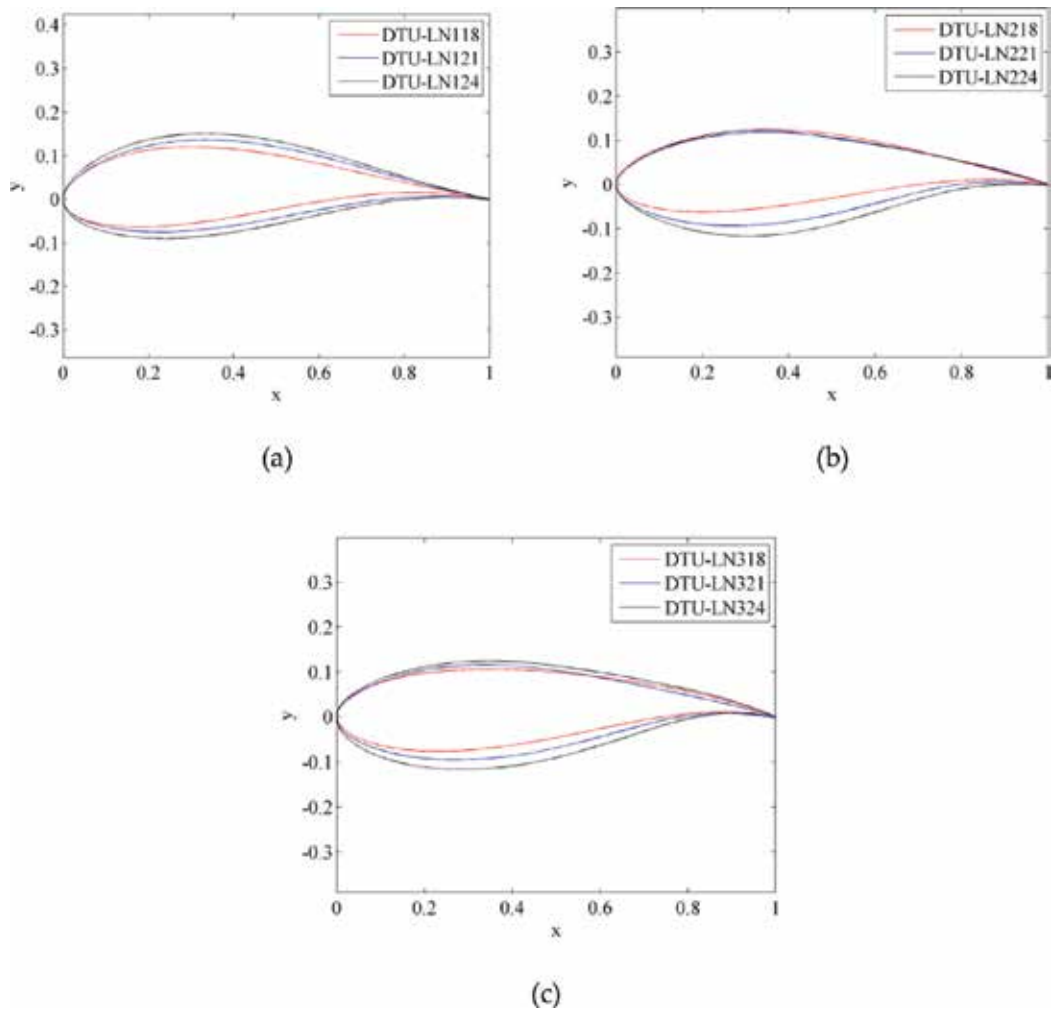 DTU-LN118
DTU-LN121
DTU-LN124
0.4
0.3
0.2
0.1
0
-0.1
-0.2
-0.3
y
0 0.2 0.4 0.6 0.8 1
x
(a)
DTU-LN218
DTU-LN221
DTU-LN224
0.3
0.2
0.1
0
-0.1
-0.2
-0.3
y
0 0.2 0.4 0.6 0.8 1
x
(b)
DTU-LN318
DTU-LN321
DTU-LN324
0.3
0.2
0.1
0
-0.1
-0.2
-0.3
y
0 0.2 0.4 0.6 0.8 1
x
(c)